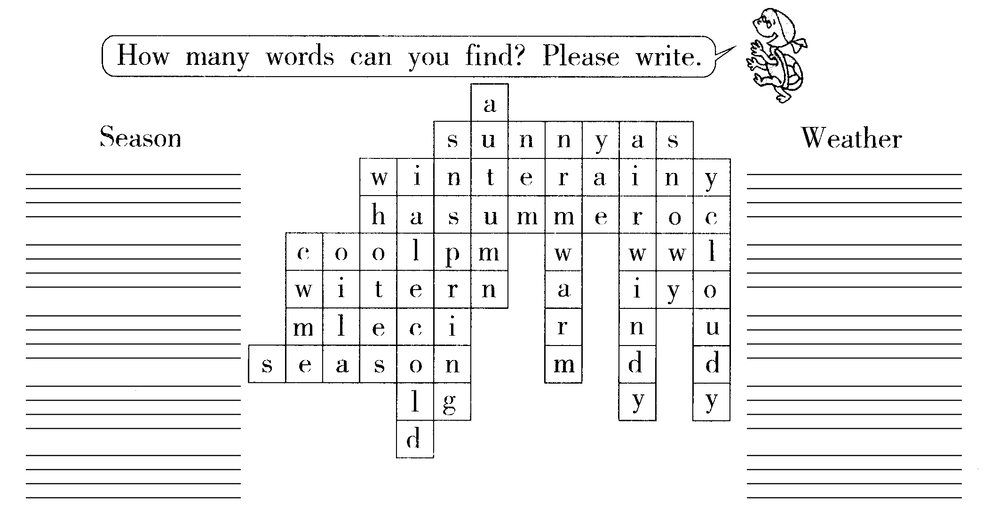 How many words can you find? Please write.
Season
Weather
a
s u n n y a s
w i n t e r a i n y
h a s u m m e r o c
c o o l p m w w w l
w i t e r n a i y o
m l e c i r n u
s e a s o n m d d
l g y y
d